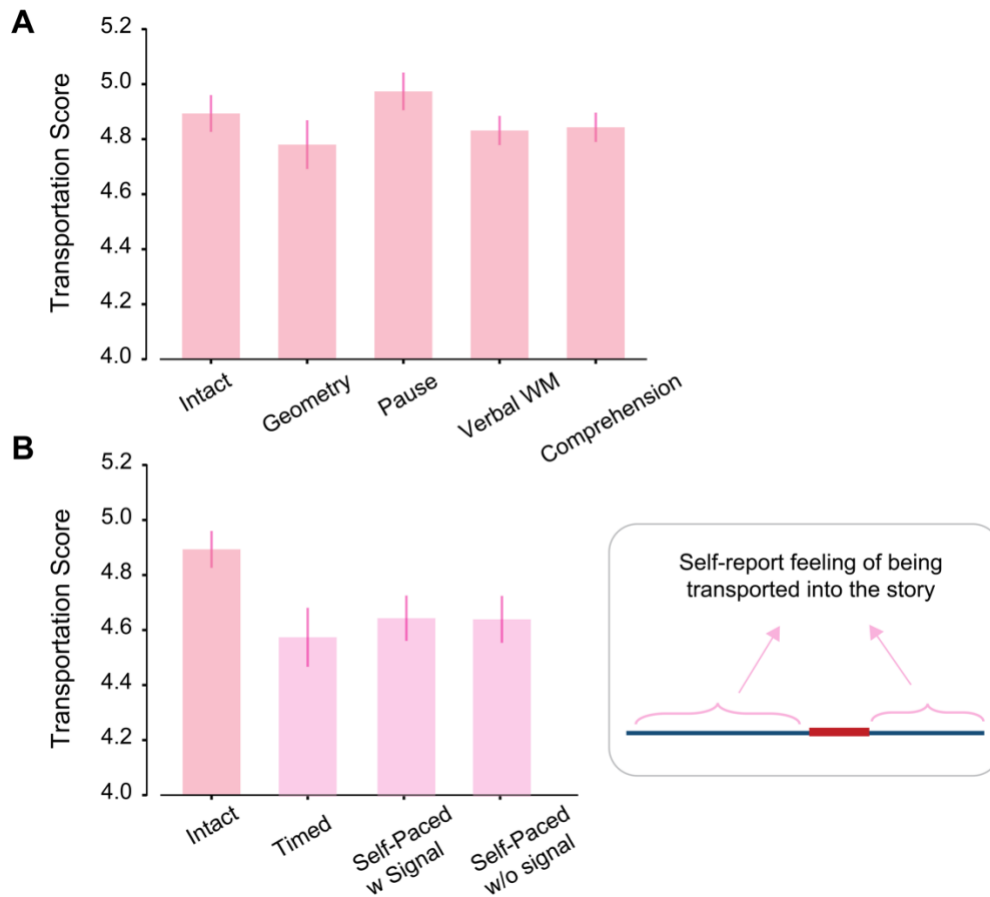 A
Transportation Score
5.2
5.0
4.8
4.6
4.4
4.2
4.0
Intact
Geometry
Pause
Verbal WM
Comprehension
B
Transportation Score
5.2
5.0
4.8
4.6
4.4
4.2
4.0
Intact
Timed
Self-Paced
w Signal
Self-Paced
w/o signal
Self-report feeling of being
transported into the story